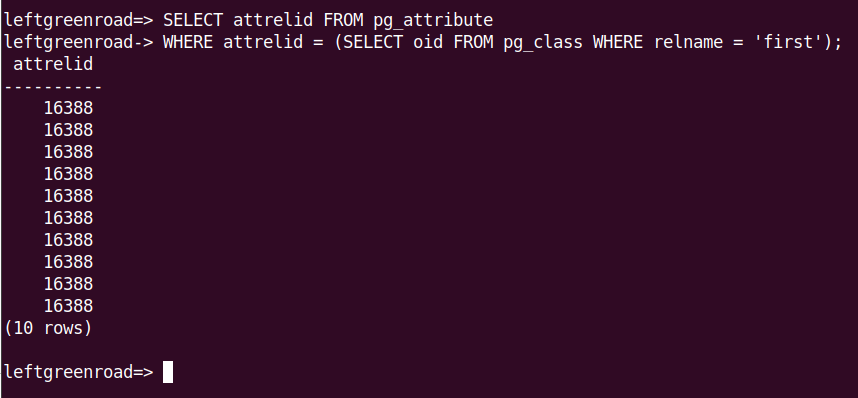 leftgreenroad=> SELECT attrelid FROM pg_attribute
leftgreenroad-> WHERE attrelid = (SELECT oid FROM pg_class WHERE relname = 'first');
 attrelid
----------
    16388
    16388
    16388
    16388
    16388
    16388
    16388
    16388
    16388
    16388
(10 rows)

leftgreenroad=>